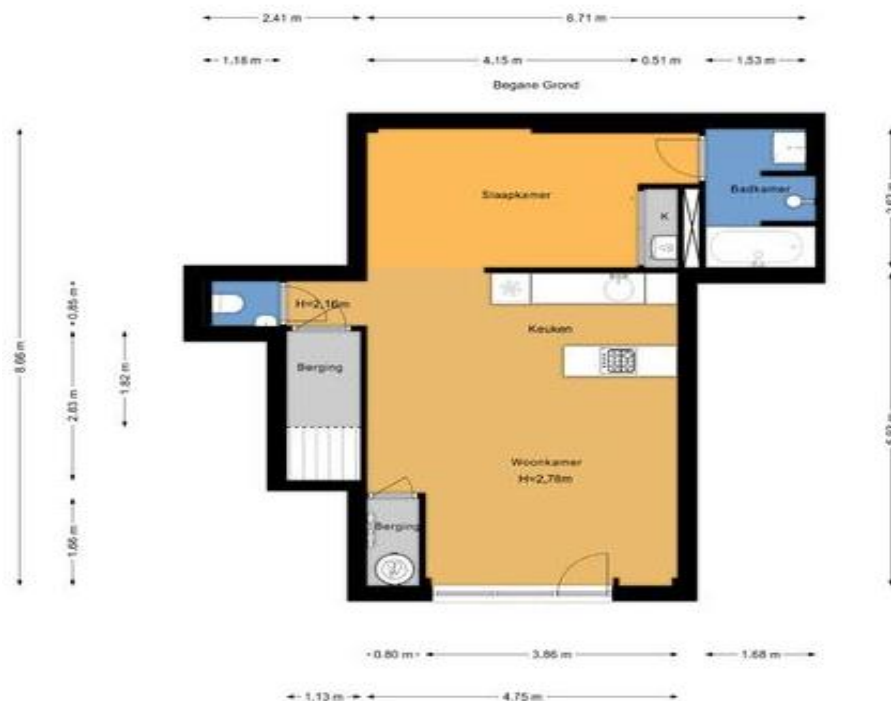 2.41 m
6.71 m
1.18 m
4.15 m
0.51 m
1.53 m
Begane Grond
Slaapkamer
Badkamer
K
H=2,16m
Keuken
Berging
Woonkamer
H=2,78m
Berging
8.66 m
0.85 m
2.63 m
1.82 m
1.66 m
0.80 m
3.86 m
1.68 m
1.13 m
4.75 m